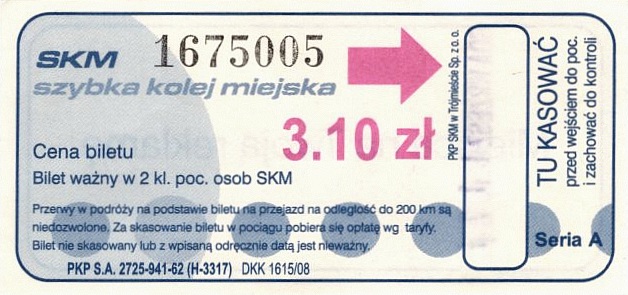 SKM 1675005
szybka kolej miejska
3.10 zł
Cena biletu
Bilet ważny w 2 kl. poc. osob SKM
Przerwy w podróży na podstawie biletu na przejazd na odległość do 200 km są
niedozwolone. Za skasowanie biletu w pociągu pobiera się opłatę wg taryfy.
Bilet nie skasowany lub z wpisaną odręcznie datą jest nieważny.
PKP S.A. 2725-941-62 (H-3317) DKK 1615/08
PKP SKM w Trójmieście Sp. z o.o.
TU KASOWAĆ
przed wejściem do poc.
i zachować do kontroli
Seria A